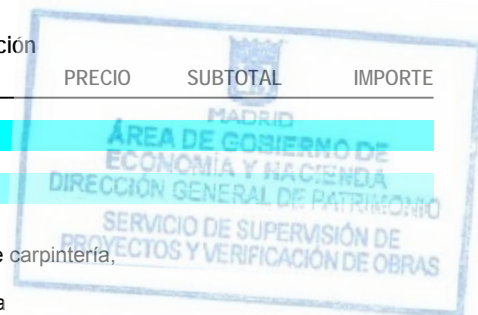 ción
PRECIO SUBTOTAL IMPORTE
MADRID
ÁREA DE GOBIERNO DE
ECONOMÍA Y HACIENDA
DIRECCIÓN GENERAL DE PATRIMONIO
SERVICIO DE SUPERVISIÓN DE
PROYECTOS Y VERIFICACIÓN DE OBRAS
e carpintería,
a